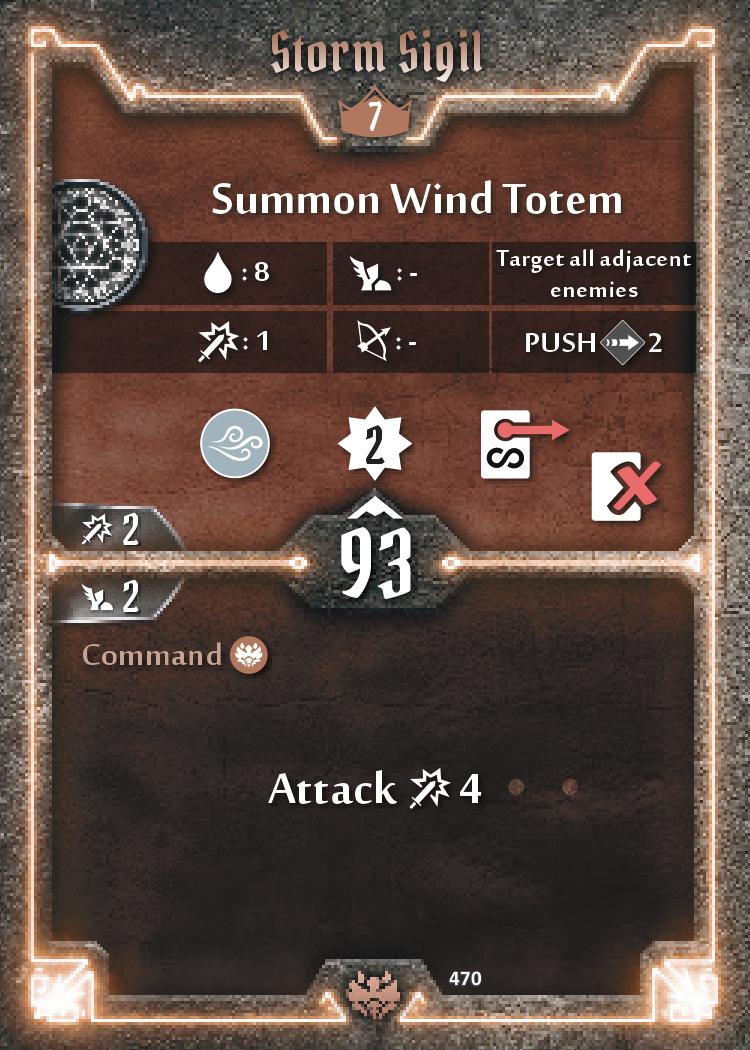 Storm Sigil
7
Summon Wind Totem
: 8
: -
Target all adjacent
enemies
: 1
: -
PUSH 2
2
S
2
93
2
Command
Attack 4
470